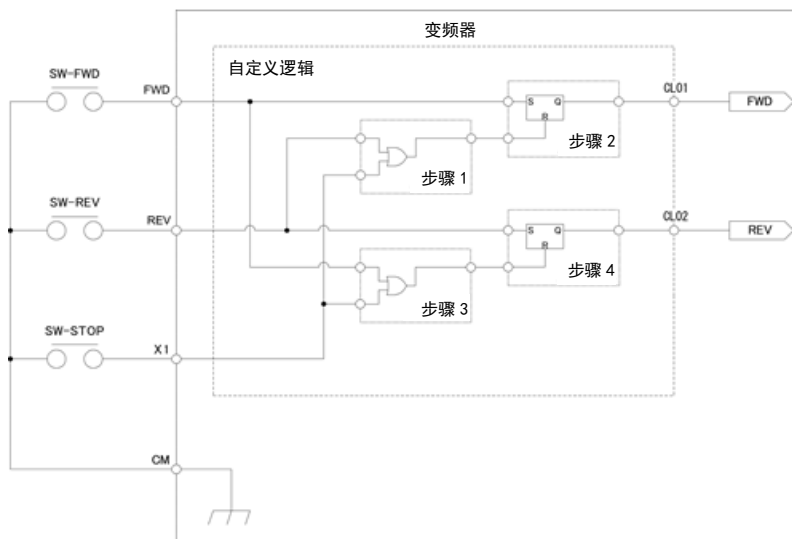 变频器
自定义逻辑
SW-FWD
FWD
S Q
R
CL01
FWD
步骤 2
步骤 1
SW-REV
REV
S Q
R
CL02
REV
步骤 4
步骤 3
SW-STOP
X1
CM